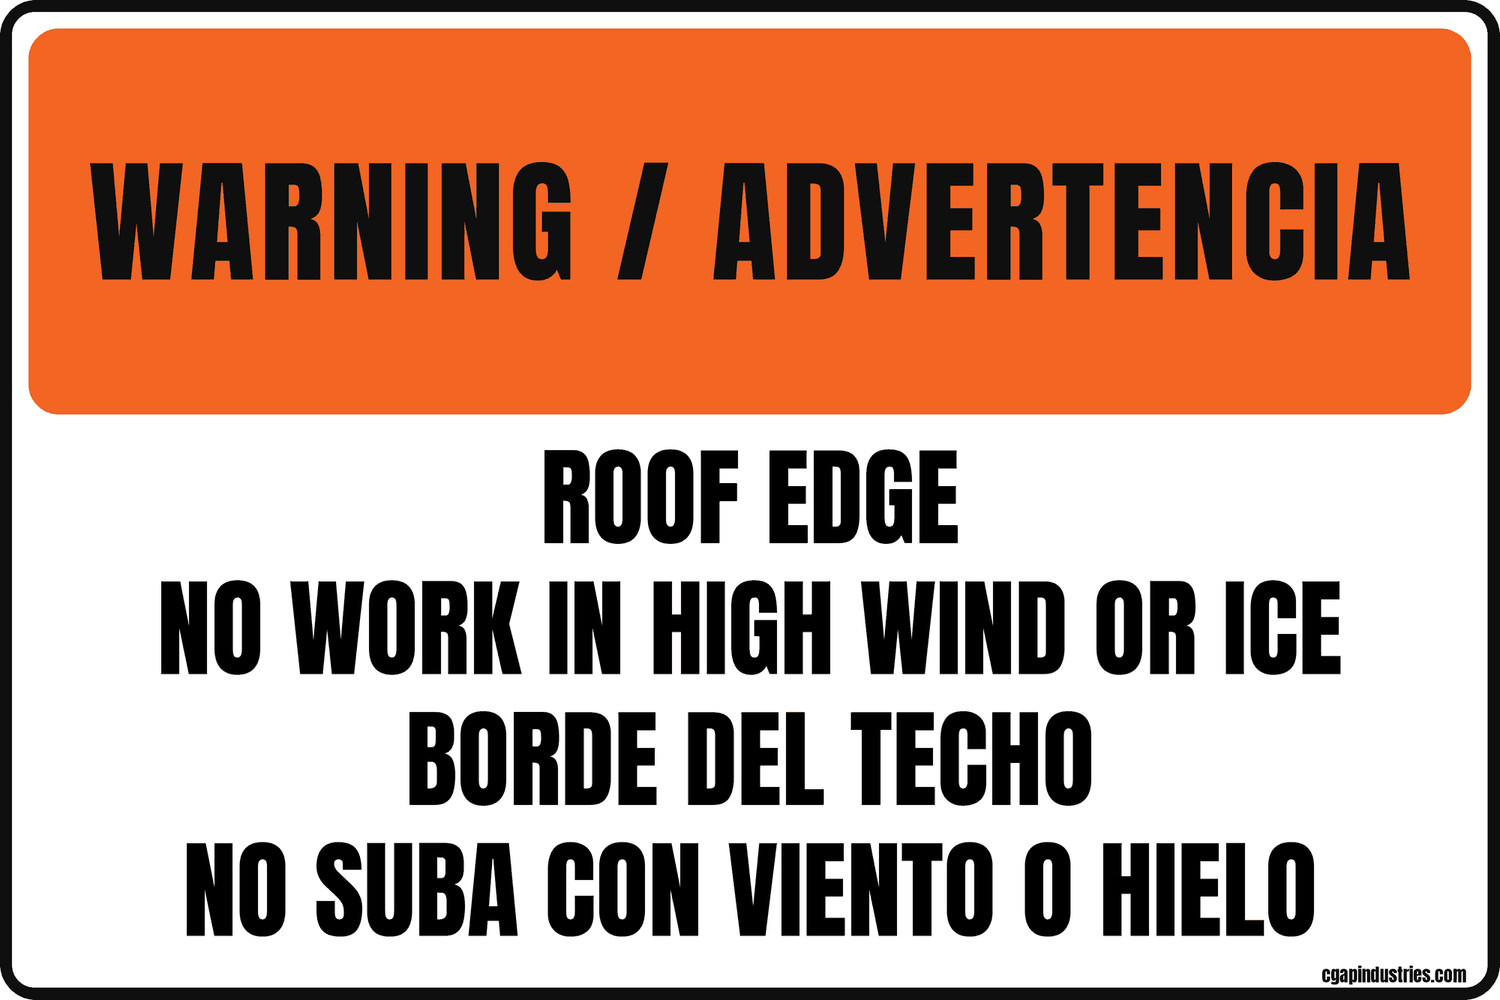 WARNING / ADVERTENCIA
ROOF EDGE
NO WORK IN HIGH WIND OR ICE
BORDE DEL TECHO
NO SUBA CON VIENTO O HIELO
cgapindustries.com